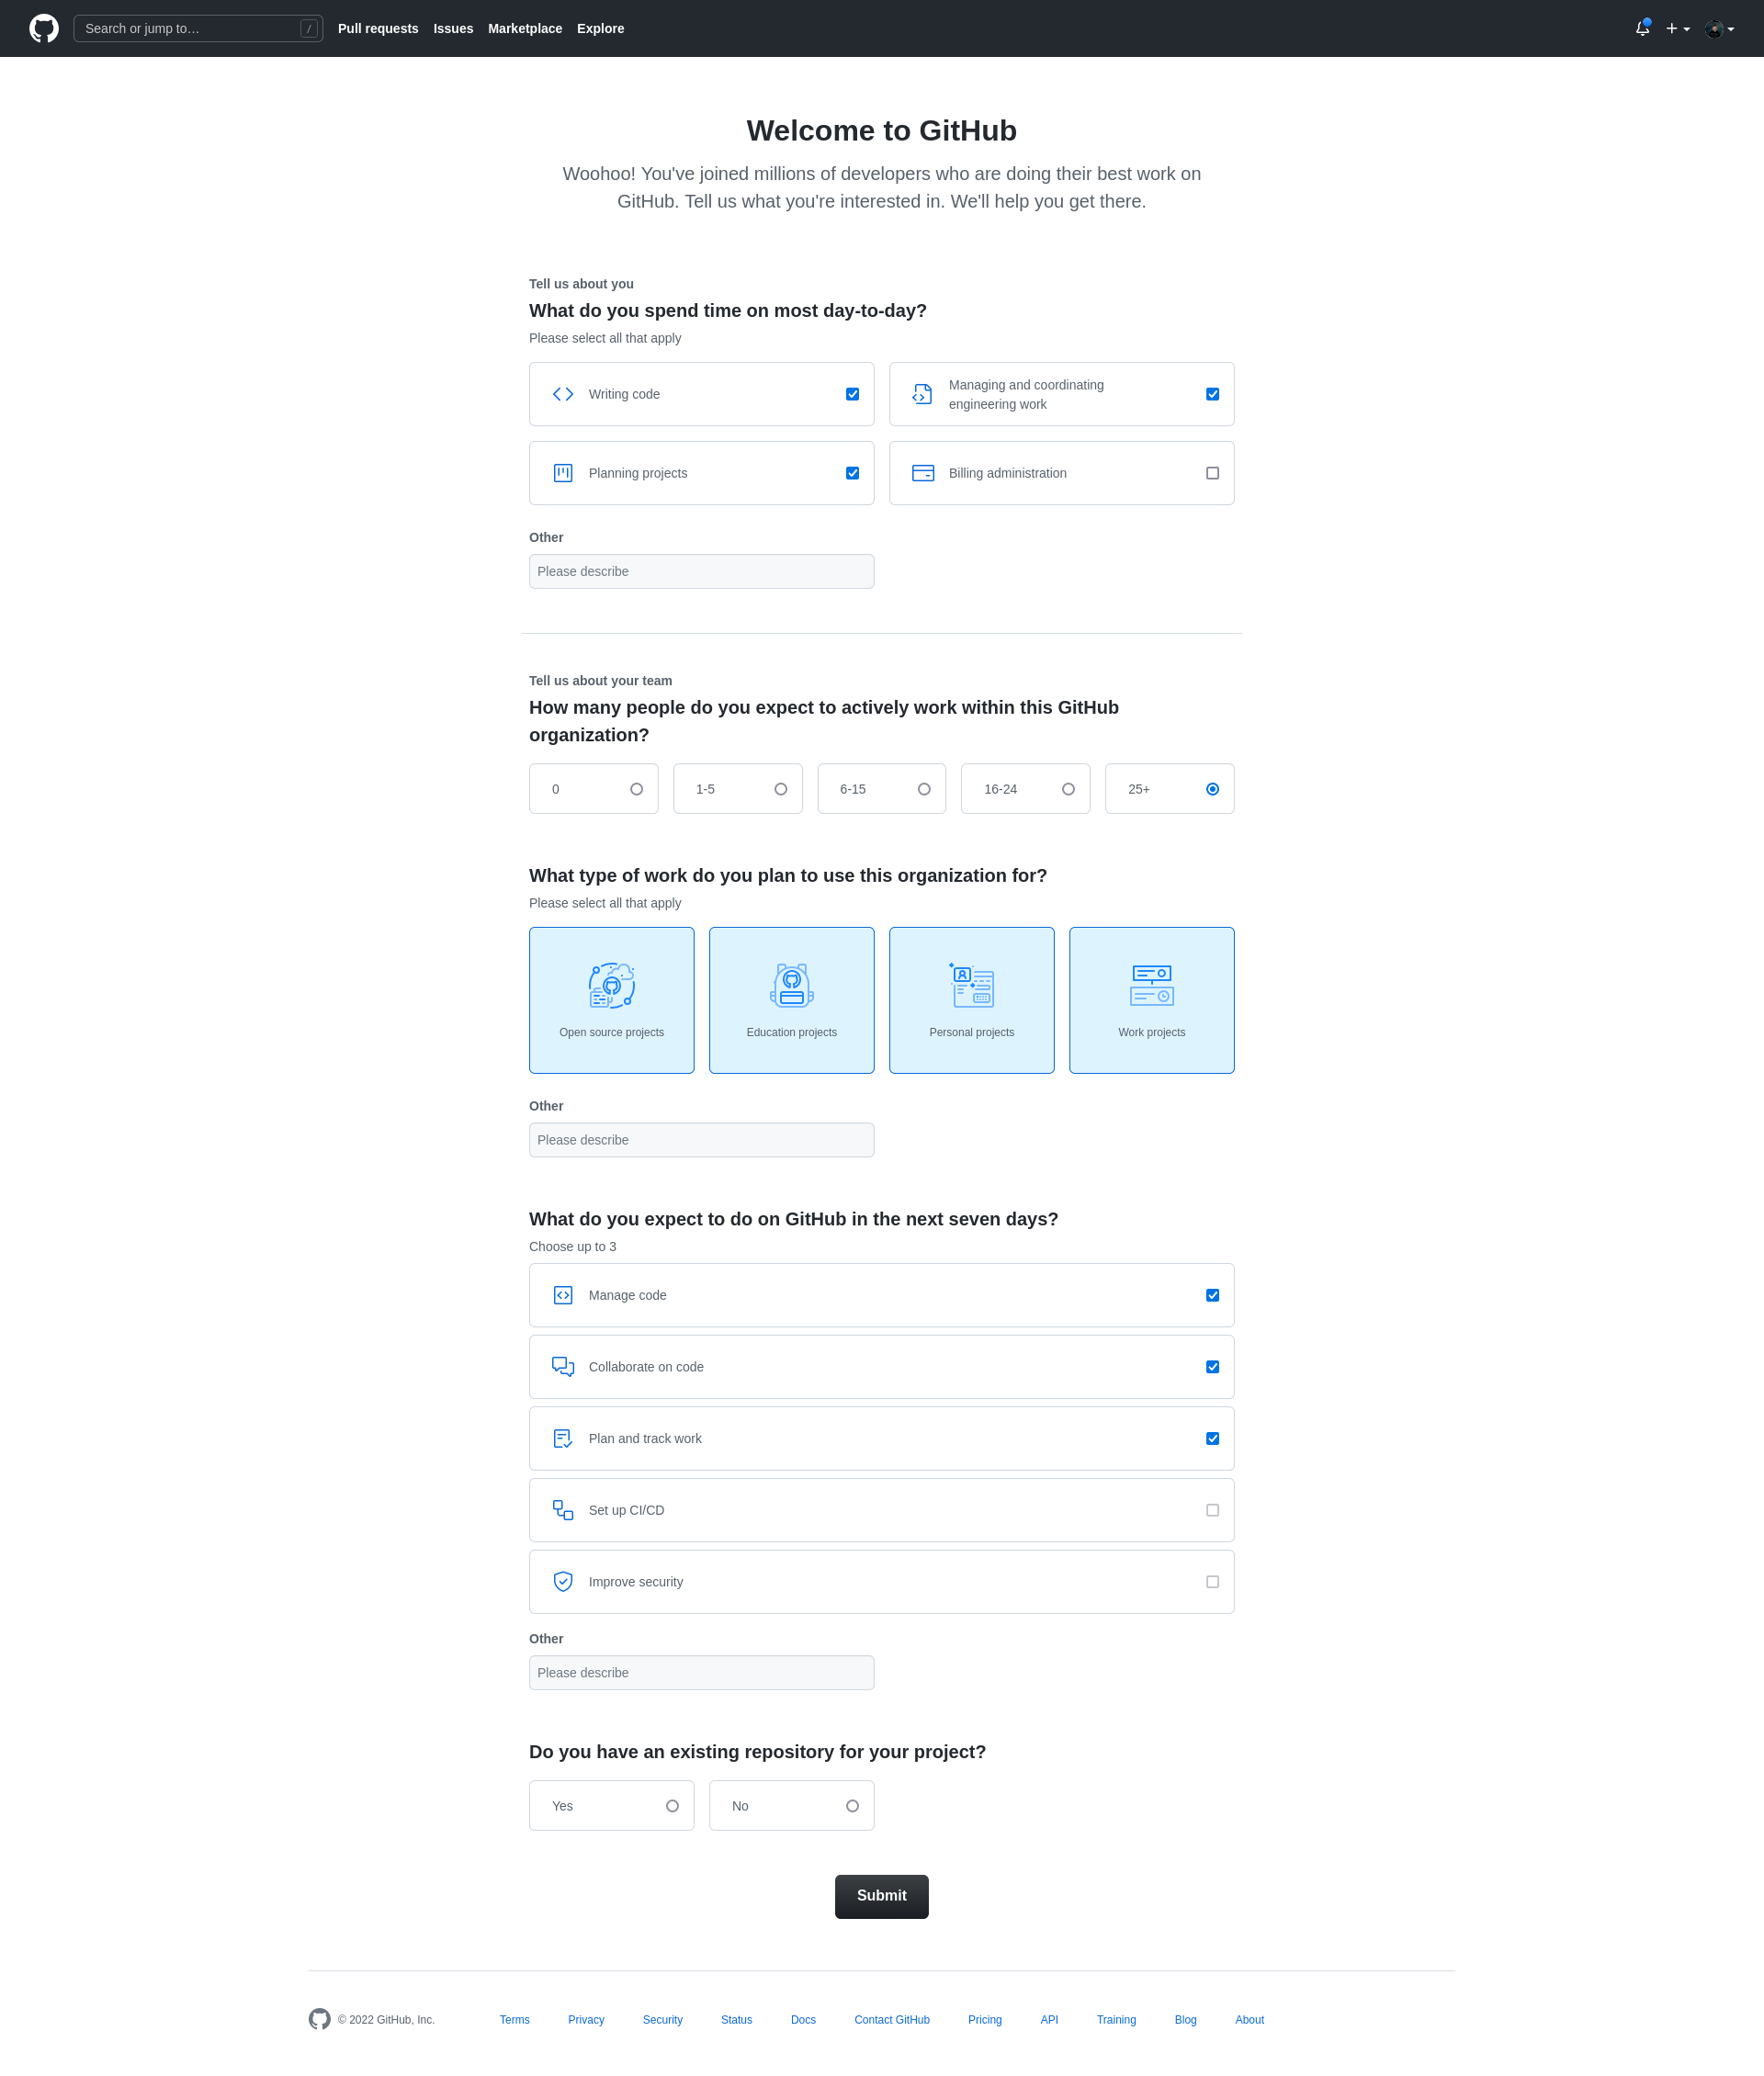 Search or jump to…
/
Pull requests
Issues
Marketplace
Explore
Welcome to GitHub
Woohoo! You've joined millions of developers who are doing their best work on
GitHub. Tell us what you're interested in. We'll help you get there.
Tell us about you
What do you spend time on most day-to-day?
Please select all that apply
Writing code
Managing and coordinating
engineering work
Planning projects
Billing administration
Other
Please describe
Tell us about your team
How many people do you expect to actively work within this GitHub
organization?
0
1-5
6-15
16-24
25+
What type of work do you plan to use this organization for?
Please select all that apply
Open source projects
Education projects
Personal projects
Work projects
Other
Please describe
What do you expect to do on GitHub in the next seven days?
Choose up to 3
Manage code
Collaborate on code
Plan and track work
Set up CI/CD
Improve security
Other
Please describe
Do you have an existing repository for your project?
Yes
No
Submit
© 2022 GitHub, Inc.
Terms
Privacy
Security
Status
Docs
Contact GitHub
Pricing
API
Training
Blog
About